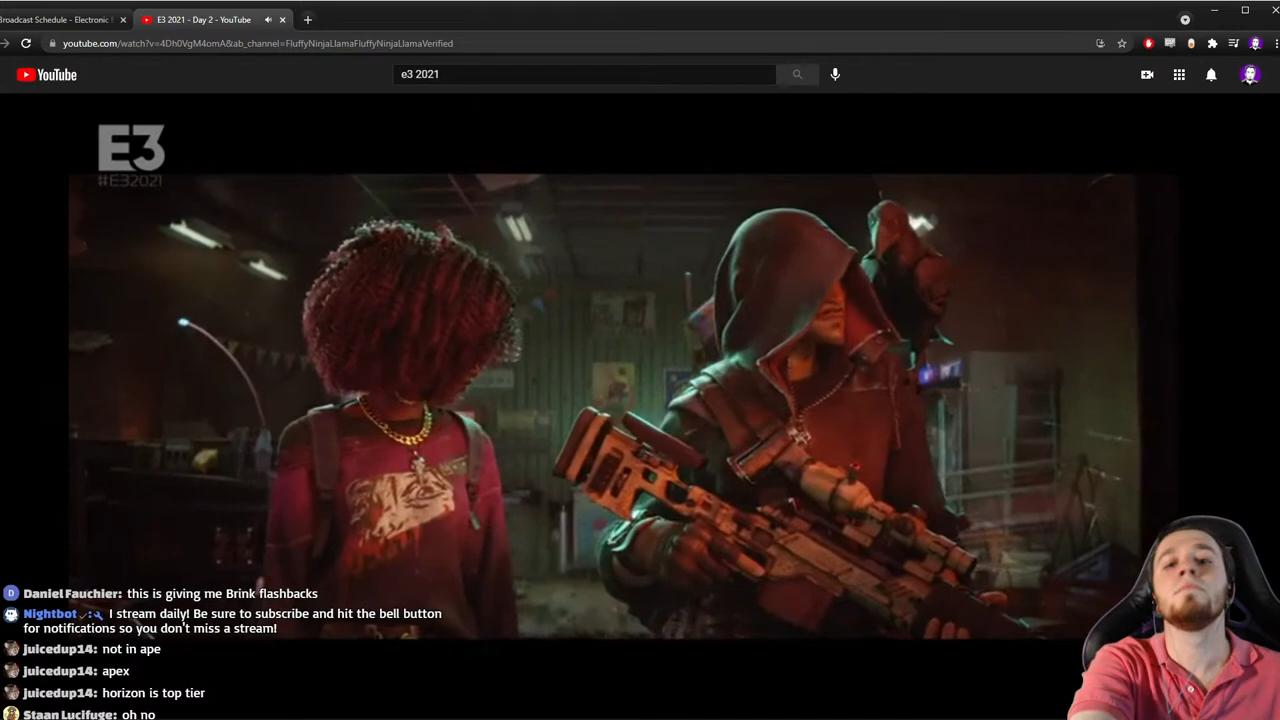 Broadcast Schedule - Electronic
E3 2021 - Day 2 - YouTube
youtube.com/watch?v=4Dh0VgM4omA&ab_channel=FluffyNinjaLlamaFluffyNinjaLlamaVerified
YouTube
e3 2021
E3
#E32021
Daniel Fauchier: this is giving me Brink flashbacks
Nightbot: I stream daily! Be sure to subscribe and hit the bell button
for notifications so you don't miss a stream!
juicedup14: not in ape
juicedup14: apex
juicedup14: horizon is top tier
Staan Lucifuge: oh no